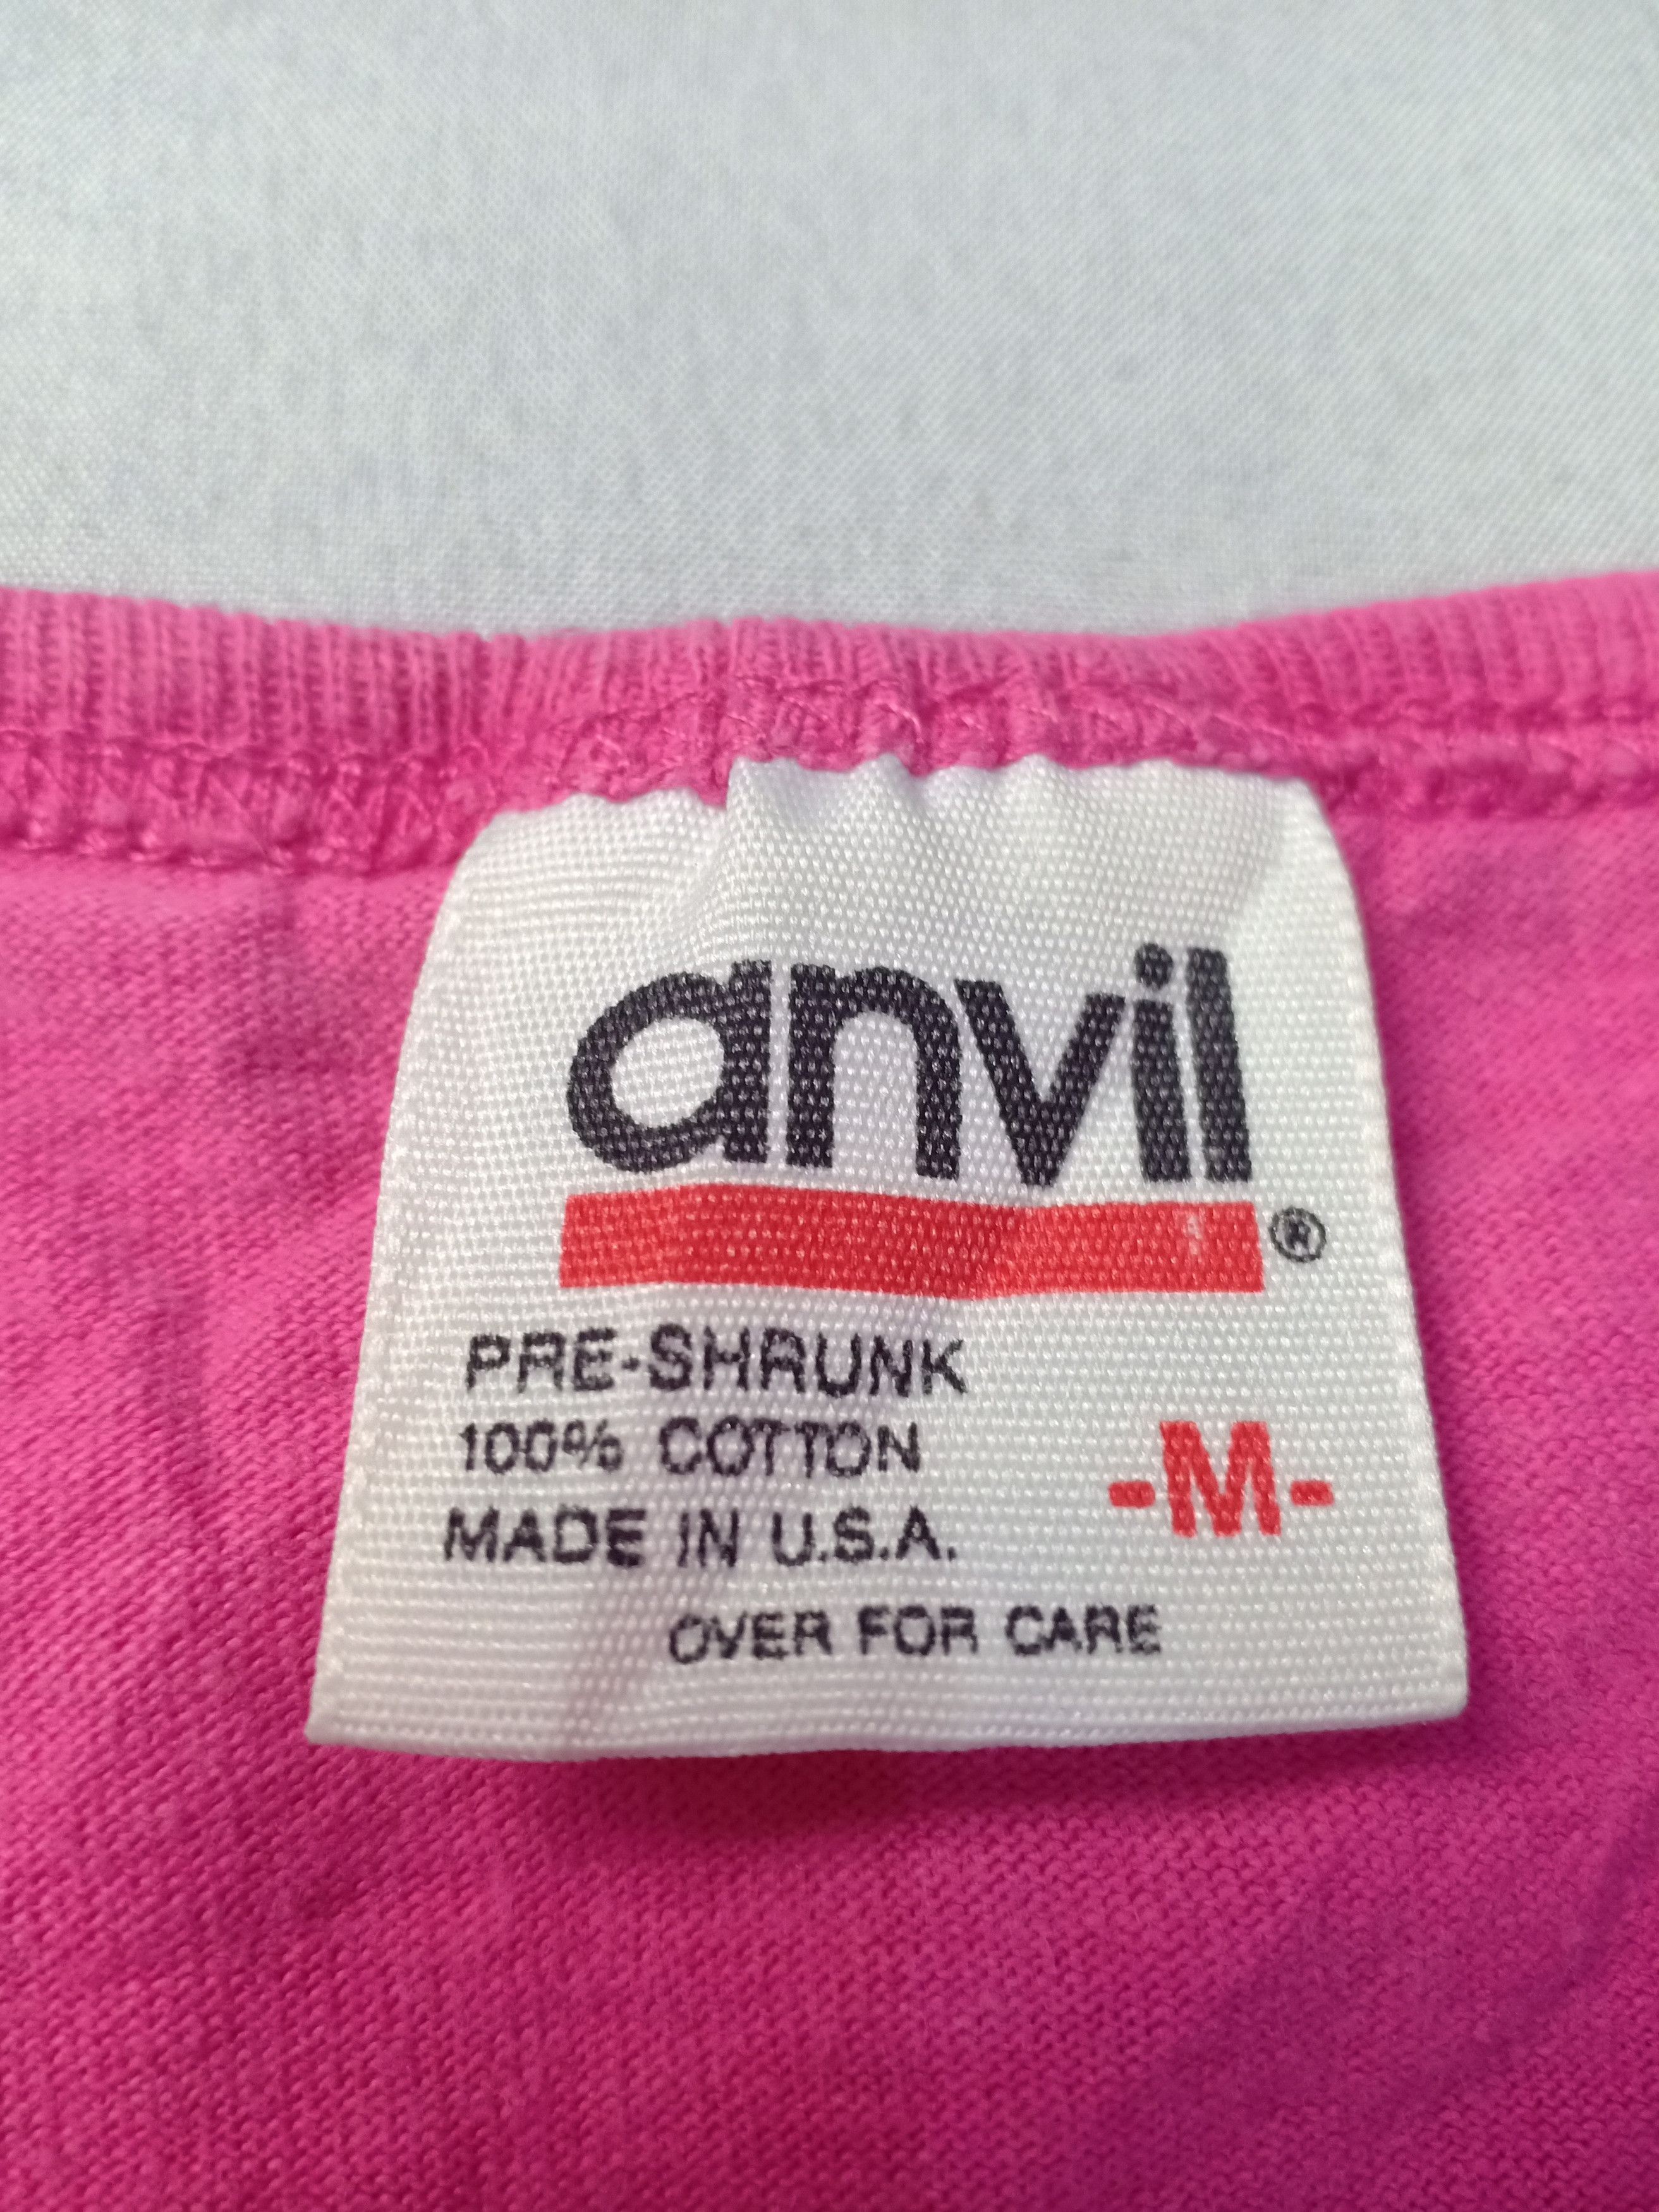 anvil®
PRE-SHRUNK
100% COTTON
MADE IN U.S.A.
-M-
OVER FOR CARE